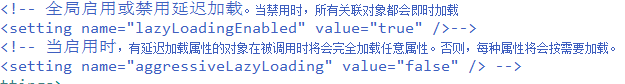 <!-- 全局启用或禁用延迟加载。当禁用时，所有关联对象都会即时加载
<setting name="lazyLoadingEnabled" value="true" />-->
<!-- 当启用时，有延迟加载属性的对象在被调用时将会完全加载任意属性。否则，每种属性将会按需要加载。
<setting name="aggressiveLazyLoading" value="false" /> -->
ttings>